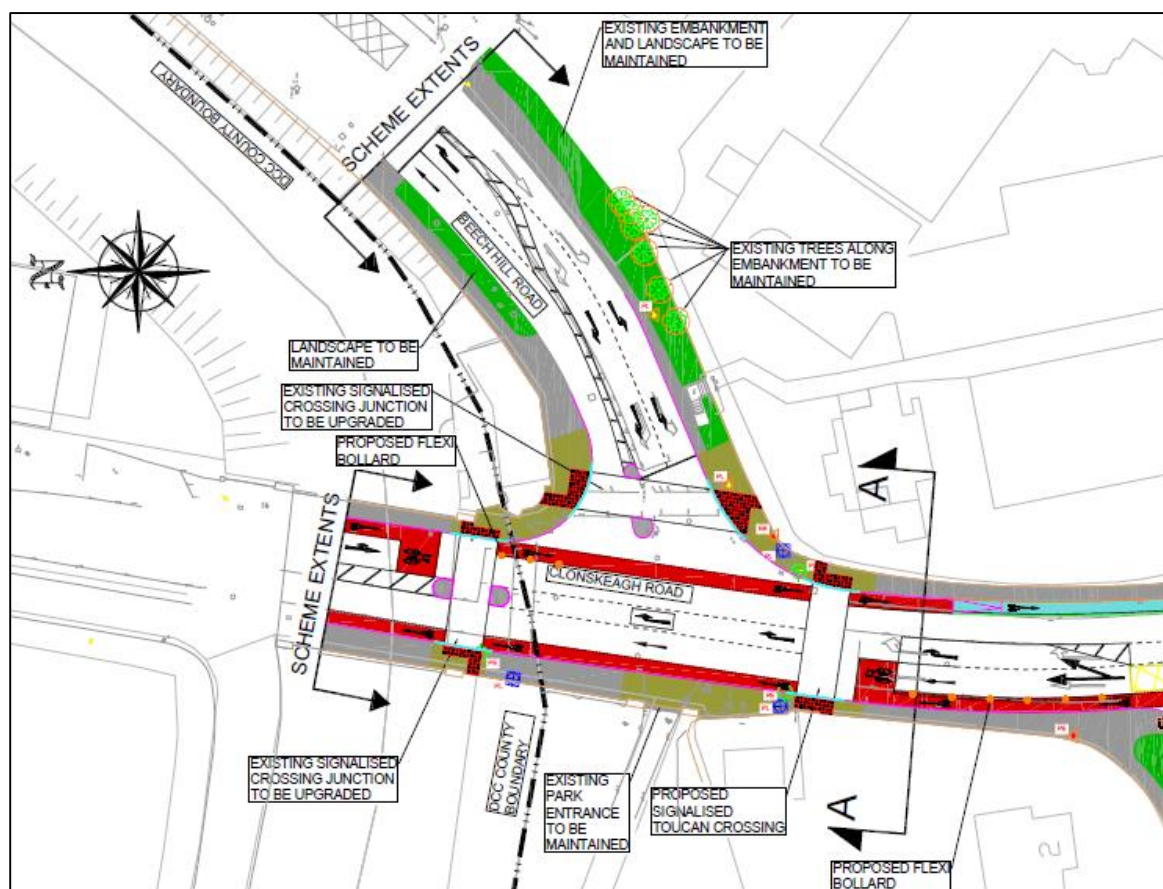 EXISTING EMBANKMENT
AND LANDSCAPE TO BE
MAINTAINED
SCHEME EXTENTS
DCC COUNTY BOUNDARY
BEECH HILL ROAD
EXISTING TREES ALONG
EMBANKMENT TO BE
MAINTAINED
LANDSCAPE TO BE
MAINTAINED
EXISTING SIGNALISED
CROSSING JUNCTION
TO BE UPGRADED
PROPOSED FLEXI
BOLLARD
A
SCHEME EXTENTS
CLONSKEAGH ROAD
EXISTING SIGNALISED
CROSSING JUNCTION
TO BE UPGRADED
DCC COUNTY
BOUNDARY
EXISTING
PARK
ENTRANCE
TO BE
MAINTAINED
PROPOSED
SIGNALISED
TOUCAN CROSSING
A
PROPOSED FLEXI
BOLLARD
2